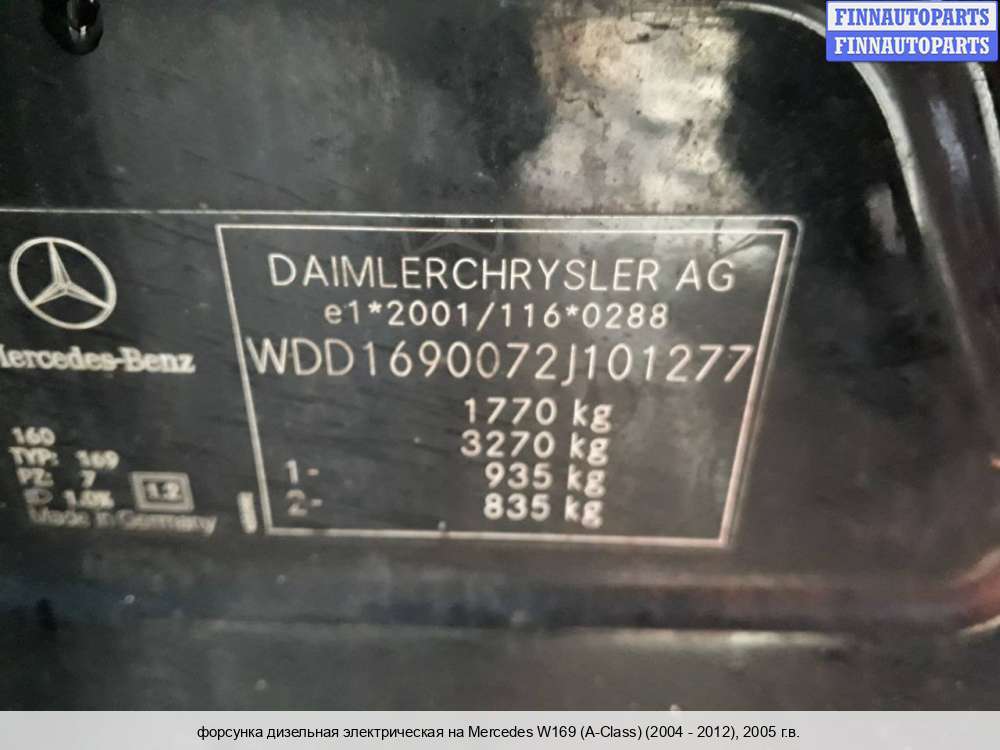 FINNAUTOPARTS
FINNAUTOPARTS
DAIMLERCHRYSLER AG
e1*2001/116*0288
Mercedes-Benz
WDD1690072J101277
1770 kg
3270 kg
1- 935 kg
2- 835 kg
160
TYP: 169
PZ: 7
1.0% 1.2
Made in Germany
форсунка дизельная электрическая на Mercedes W169 (A-Class) (2004 - 2012), 2005 г.в.